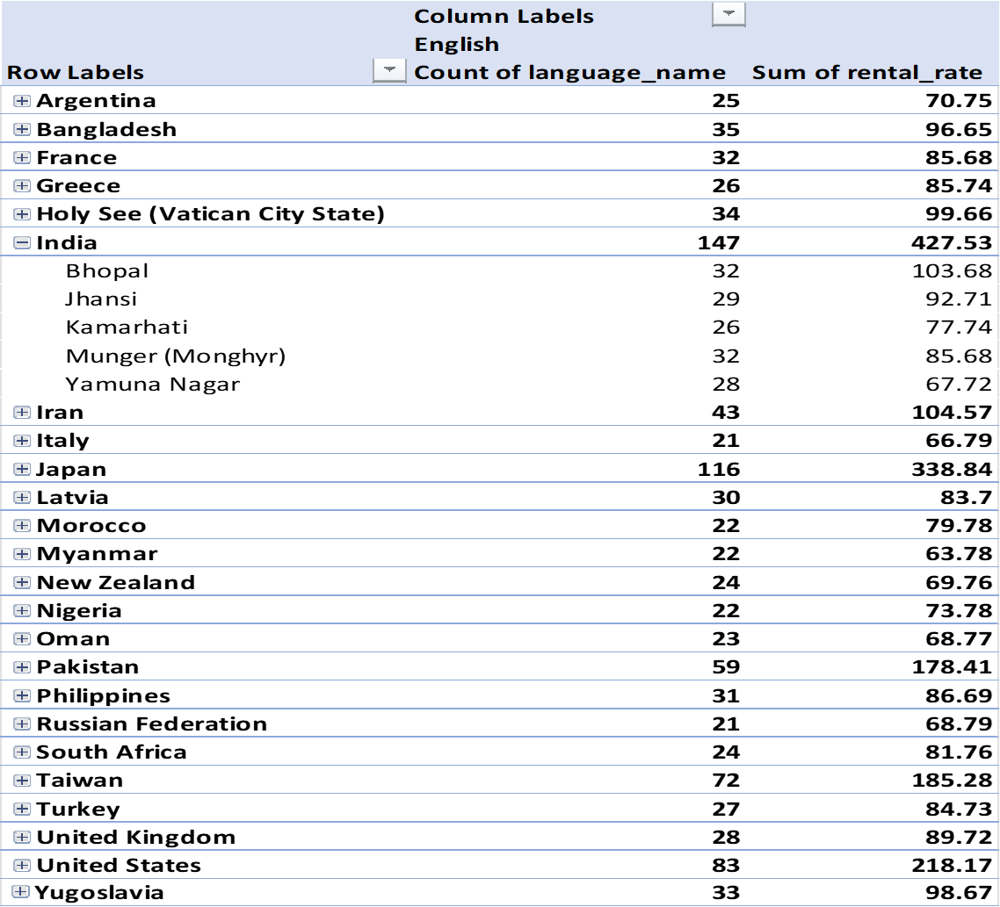 Column Labels
English
Row Labels Count of language_name Sum of rental_rate
Argentina 25 70.75
Bangladesh 35 96.65
France 32 85.68
Greece 26 85.74
Holy See (Vatican City State) 34 99.66
India 147 427.53
Bhopal 32 103.68
Jhansi 29 92.71
Kamarhati 26 77.74
Munger (Monghyr) 32 85.68
Yamuna Nagar 28 67.72
Iran 43 104.57
Italy 21 66.79
Japan 116 338.84
Latvia 30 83.7
Morocco 22 79.78
Myanmar 22 63.78
New Zealand 24 69.76
Nigeria 22 73.78
Oman 23 68.77
Pakistan 59 178.41
Philippines 31 86.69
Russian Federation 21 68.79
South Africa 24 81.76
Taiwan 72 185.28
Turkey 27 84.73
United Kingdom 28 89.72
United States 83 218.17
Yugoslavia 33 98.67